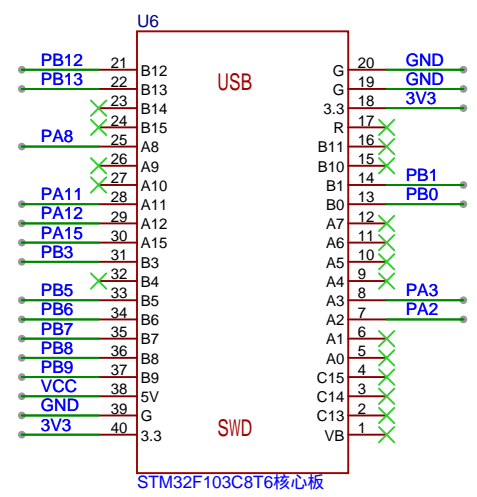 U6
USB
SWD
PB12 21 B12
PB13 22 B13
23 B14
24 B15
PA8 25 A8
26 A9
27 A10
PA11 28 A11
PA12 29 A12
PA15 30 A15
PB3 31 B3
32 B4
PB5 33 B5
PB6 34 B6
PB7 35 B7
PB8 36 B8
PB9 37 B9
VCC 38 5V
GND 39 G
3V3 40 3.3
G 20 GND
G 19 GND
3.3 18 3V3
R 17
B11 16
B10 15
B1 14 PB1
B0 13 PB0
A7 12
A6 11
A5 10
A4 9
A3 8 PA3
A2 7 PA2
A1 6
A0 5
C15 4
C14 3
C13 2
VB 1
STM32F103C8T6核心板